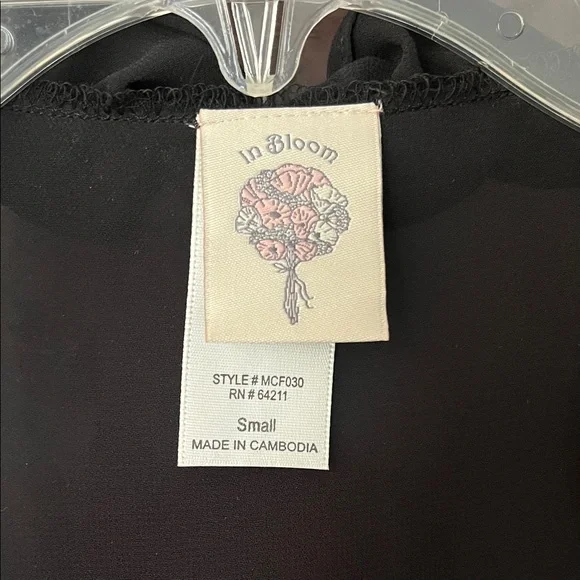 In Bloom
STYLE # MCF030
RN # 64211
Small
MADE IN CAMBODIA